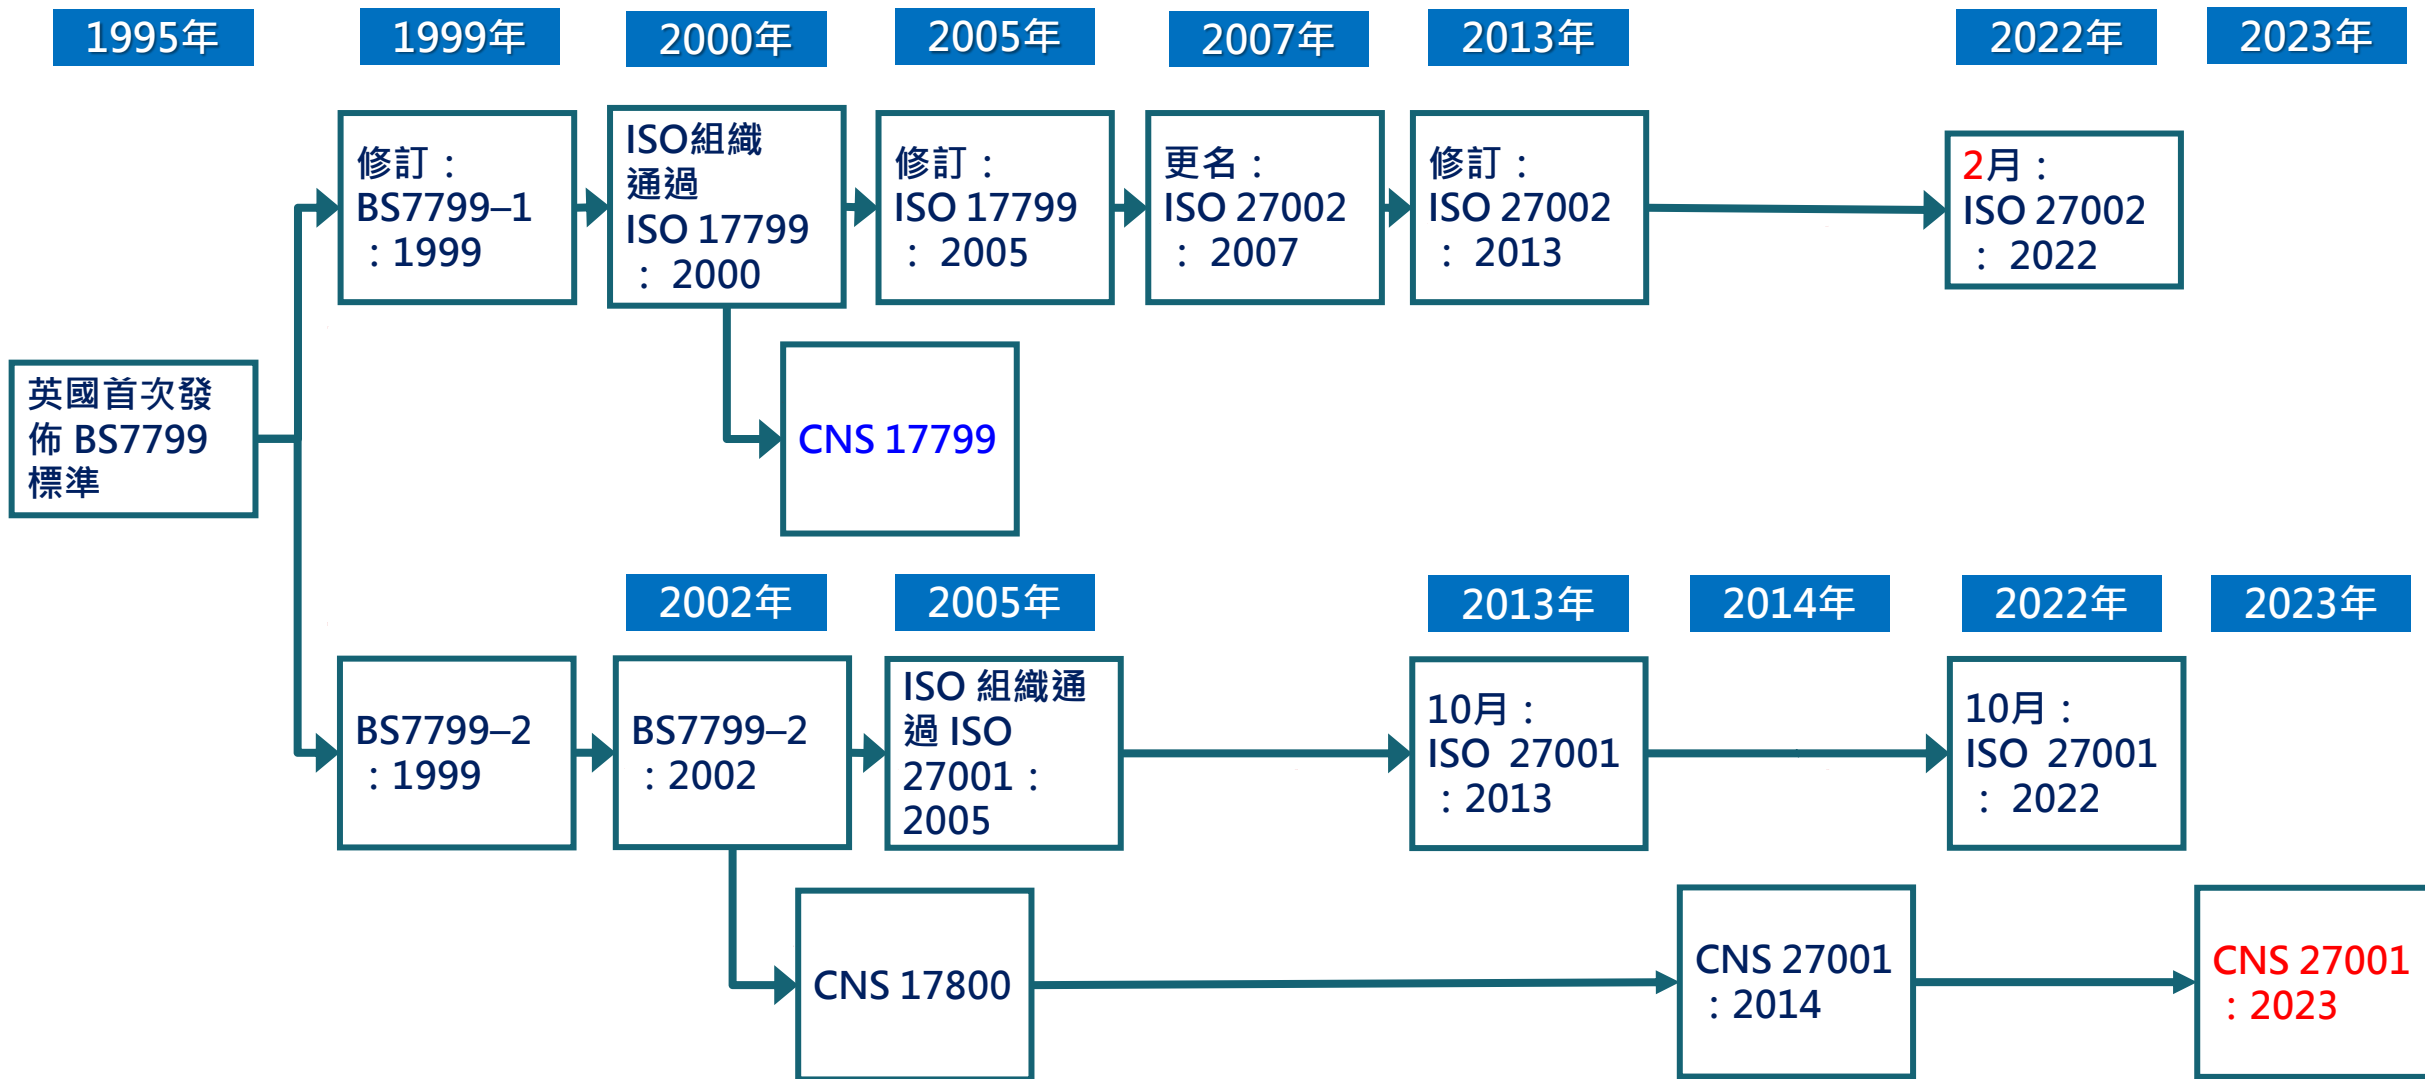 1995年
1999年
2000年
2005年
2007年
2013年
2022年
2023年
修訂：
BS7799–1
：1999
ISO組織
通過
ISO 17799
： 2000
修訂：
ISO 17799
： 2005
更名：
ISO 27002
： 2007
修訂：
ISO 27002
： 2013
2月：
ISO 27002
： 2022
英國首次發
佈 BS7799
標準
CNS 17799
2002年
2005年
2013年
2014年
2022年
2023年
BS7799–2
：1999
BS7799–2
：2002
ISO 組織通
過 ISO
27001：
2005
10月：
ISO 27001
：2013
10月：
ISO 27001
： 2022
CNS 17800
CNS 27001
：2014
CNS 27001
：2023